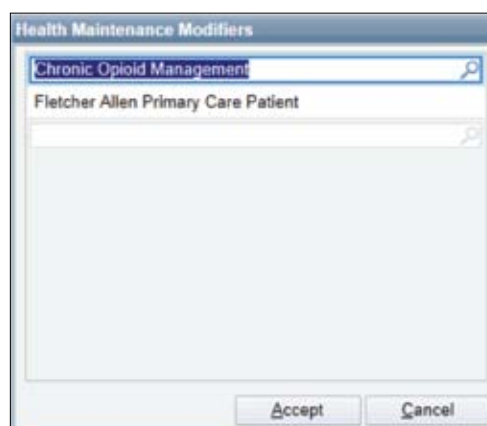 Health Maintenance Modifiers
Chronic Opioid Management
Fletcher Allen Primary Care Patient
Accept
Cancel